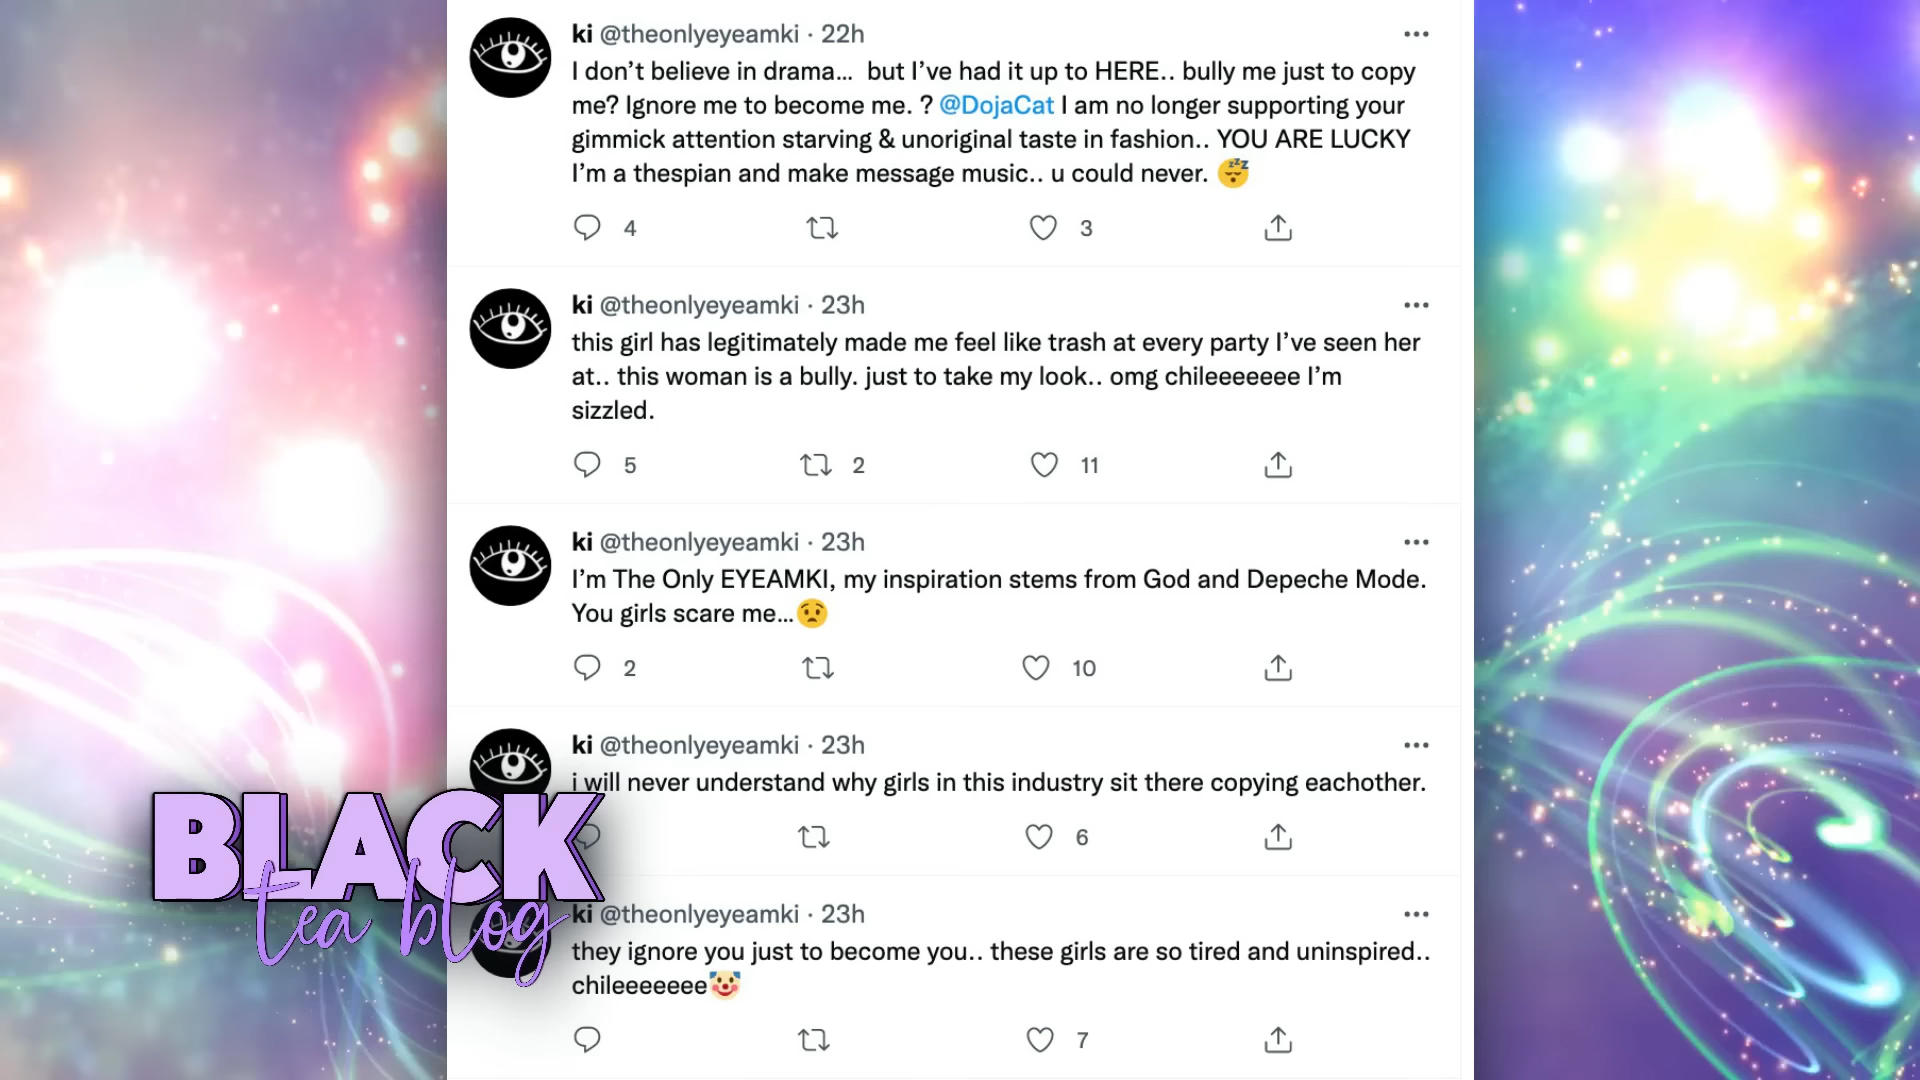 ki @theonlyeyeamki · 22h
I don’t believe in drama... but I’ve had it up to HERE.. bully me just to copy
me? Ignore me to become me. ? @DojaCat I am no longer supporting your
gimmick attention starving & unoriginal taste in fashion.. YOU ARE LUCKY
I’m a thespian and make message music.. u could never. 😴
4 3
ki @theonlyeyeamki · 23h
this girl has legitimately made me feel like trash at every party I’ve seen her
at.. this woman is a bully. just to take my look.. omg chileeeeeee I’m
sizzled.
5 2 11
ki @theonlyeyeamki · 23h
I’m The Only EYEAMKI, my inspiration stems from God and Depeche Mode.
You girls scare me...😟
2 10
ki @theonlyeyeamki · 23h
i will never understand why girls in this industry sit there copying eachother.
6
ki @theonlyeyeamki · 23h
they ignore you just to become you.. these girls are so tired and uninspired..
chileeeeeee🤡
7
BLACK
tea blog